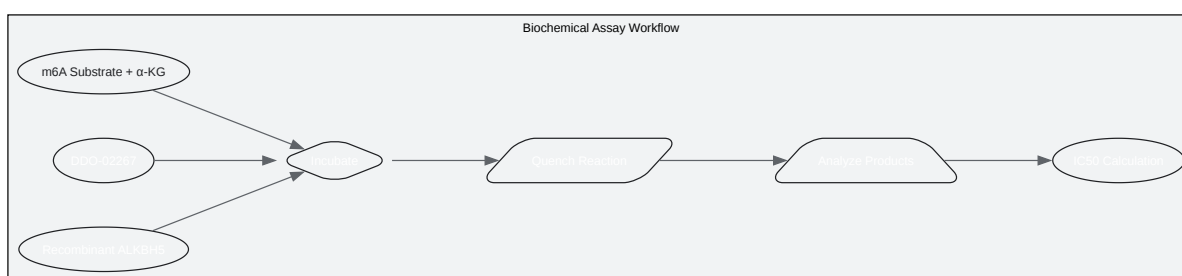 Biochemical Assay Workflow
m6A Substrate + α-KG
DDO-02267
Incubate
Quench Reaction
Analyze Products
IC50 Calculation
Recombinant ALKBH5